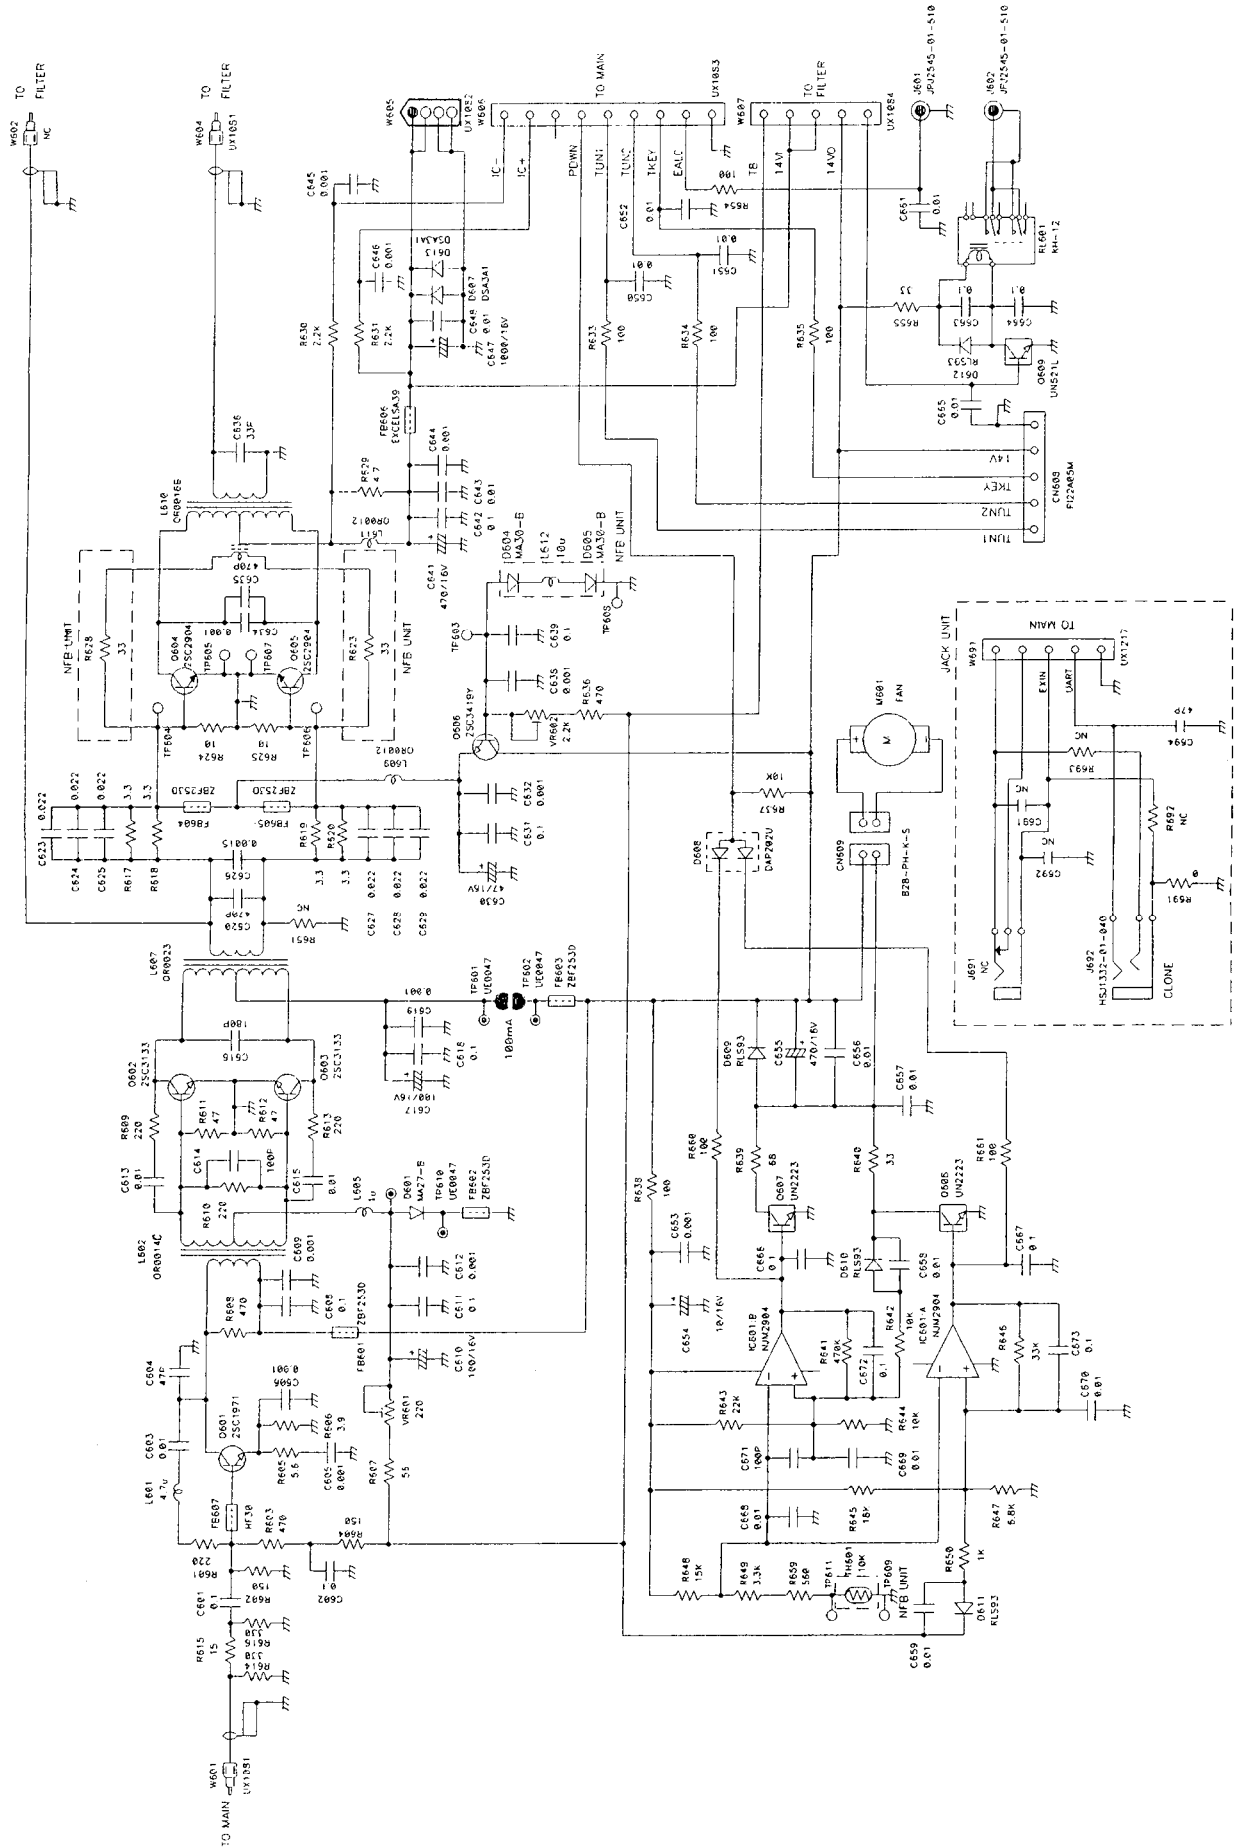 W602
NC
TO
FILTER
W604
UX1081
TO
FILTER
W605
UX1082
W606
TO MAIN
UX1083
W607
TO
FILTER
UX1084
J601
JPJ2545-01-510
J602
JPJ2545-01-510
IC-
IC+
PDWN
TUN1
TUN2
TKEY
EALC
T8
14VI
14VO
C645
0.001
C646
0.001
D613
DSA3A1
D607
DSA3A1
C648
0.01
C647
1000/16V
R630
2.2K
R631
2.2K
FB606
EXCELSA39
R633
100
R634
100
R635
100
C650
0.01
C651
0.01
C652
0.01
R654
100
C661
0.01
RL601
RH-12
R655
33
C663
0.1
C664
0.1
D612
RLS93
Q609
UN521L
C665
0.01
CN608
FI22A05M
14V
TKEY
TUN2
TUN1
C636
33P
L610
OR0016B
R629
4.7
L611
OR0012
C644
0.001
C643
0.01
C642
0.1
C641
470/16V
NFB UNIT
R628
33
470P
C635
0.001
C634
Q604
2SC2904
TP605
TP607
Q605
2SC2904
R623
33
NFB UNIT
TP604
R624
10
R625
10
TP606
D604
MA30-B
L612
10u
D605
MA30-B
NFB UNIT
TP608
TP603
C639
0.1
C638
0.001
R636
470
VR602
2.2K
Q606
2SC3419Y
L609
OR0012
C632
0.001
C631
0.1
C630
47/16V
C623
0.022
C624
0.022
C625
0.022
R617
3.3
R618
3.3
FB604
ZBF253D
FB605
ZBF253D
R619
3.3
R620
3.3
C626
0.0015
C620
470P
R651
NC
C627
0.022
C628
0.022
C629
0.022
L607
OR0023
C616
180P
Q602
2SC3133
Q603
2SC3133
R609
220
R611
47
R612
47
R613
220
C613
0.01
C614
100P
C615
0.01
R610
220
L602
OR0014C
C619
0.001
C618
0.1
C617
100/16V
TP601
UE0047
100mA
TP602
UE0047
FB603
ZBF253D
L605
1u
D601
MA27-B
TP610
UE0047
FB602
ZBF253D
C609
0.001
C608
0.1
R608
470
FB601
ZBF253D
C612
0.001
C611
0.1
C610
100/16V
VR601
220
R607
56
C604
47P
C603
0.01
L601
4.7u
Q601
2SC1971
C606
0.001
R606
3.9
R605
5.6
C605
0.001
FB607
HF30
R603
470
R604
150
R601
220
R602
150
C602
0.1
C601
0.1
R615
15
R616
330
R614
330
W601
UX1081
TO MAIN
M601
FAN
M
CN609
B2B-PH-K-S
R637
10K
D608
DAP202U
D609
RLS93
C655
470/16V
C656
0.01
C657
0.01
R638
100
R660
100
R639
68
R640
33
R661
100
C653
0.001
C654
10/16V
Q607
UN2223
Q608
UN2223
C666
0.1
C667
0.1
D610
RLS93
C658
0.01
IC601:B
NJM2904
IC601:A
NJM2904
R641
470K
C672
0.1
R642
10K
R646
33K
C673
0.1
C670
0.01
R643
22K
R644
10K
C671
100P
C669
0.01
C668
0.01
R645
18K
R647
6.8K
R650
1K
R648
15K
R649
3.3K
R659
560
TP611
TH601
10K
TP609
NFB UNIT
C659
0.01
D611
RLS93
JACK UNIT
W691
TO MAIN
UX1217
EXIN
UART
C694
47P
R693
NC
C691
NC
C692
NC
R692
NC
R691
0
J691
NC
J692
HSJ1332-01-040
CLONE